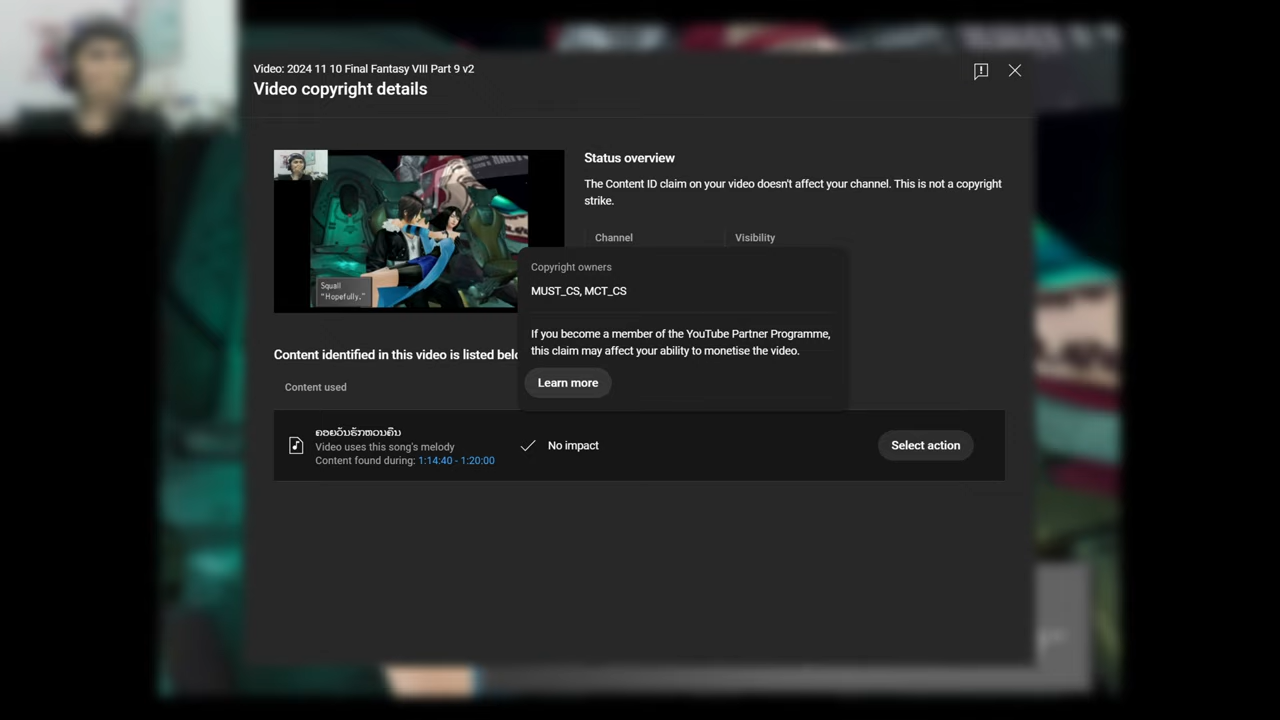 Video: 2024 11 10 Final Fantasy VIII Part 9 v2
Video copyright details
Status overview
The Content ID claim on your video doesn't affect your channel. This is not a copyright
strike.
Channel
Visibility
Squall
"Hopefully."
Copyright owners
MUST_CS, MCT_CS
If you become a member of the YouTube Partner Programme,
this claim may affect your ability to monetise the video.
Learn more
Content identified in this video is listed belo
Content used
ຄອຍວັນຮັກຫວນຄືນ
Video uses this song's melody
Content found during: 1:14:40 - 1:20:00
No impact
Select action